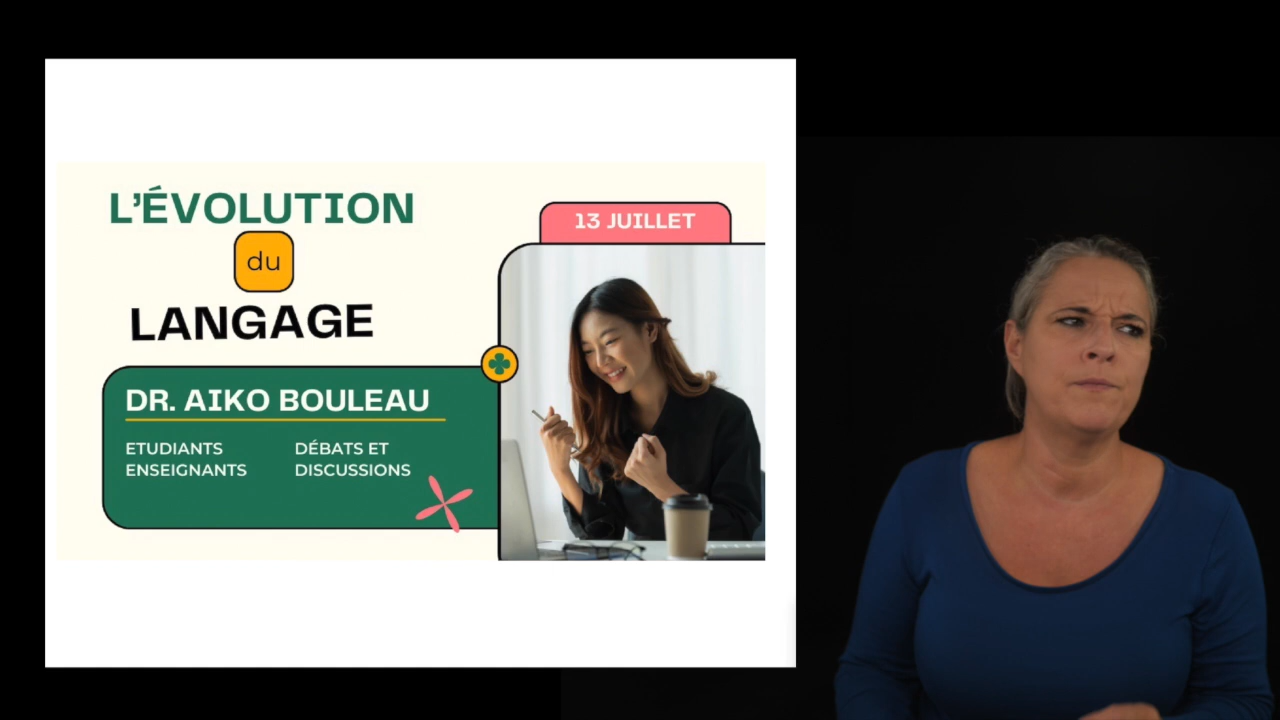 L'ÉVOLUTION
du
LANGAGE
13 JUILLET
DR. AIKO BOULEAU
ETUDIANTS
ENSEIGNANTS
DÉBATS ET
DISCUSSIONS